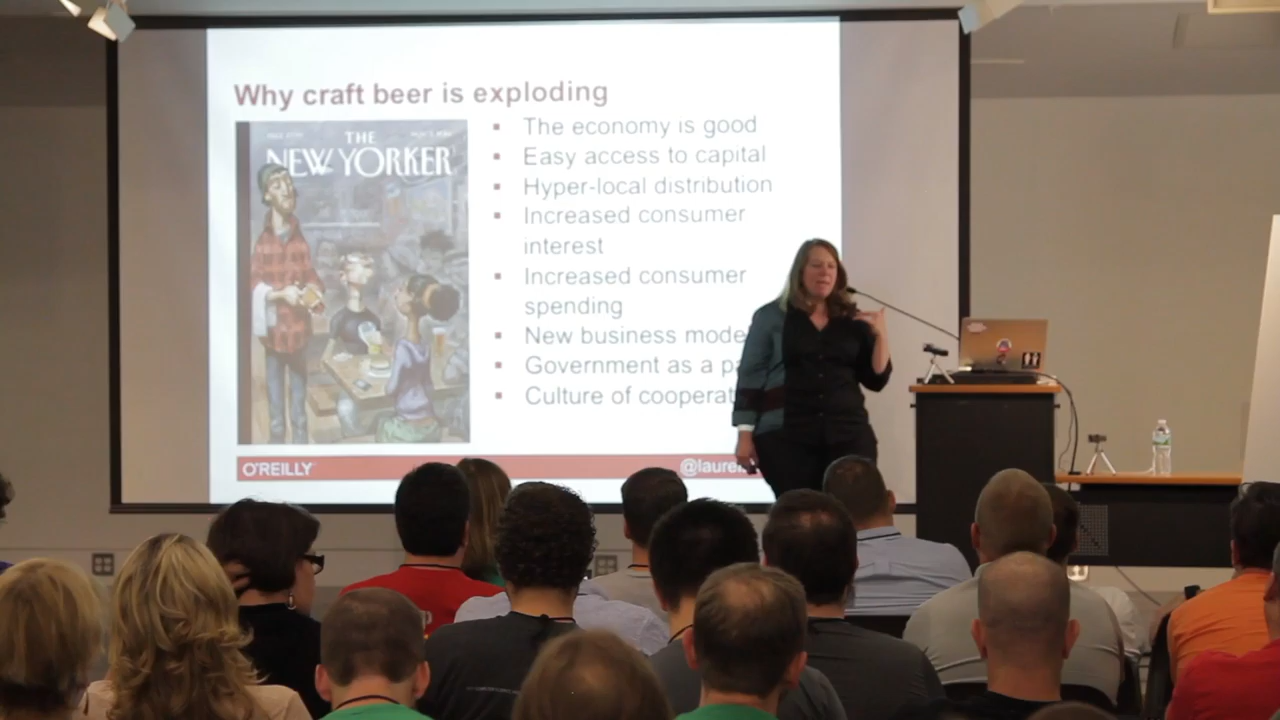 Why craft beer is exploding
THE
NEW YORKER
The economy is good
Easy access to capital
Hyper-local distribution
Increased consumer
interest
Increased consumer
spending
New business mode
Government as a pa
Culture of cooperat
O'REILLY
@laure